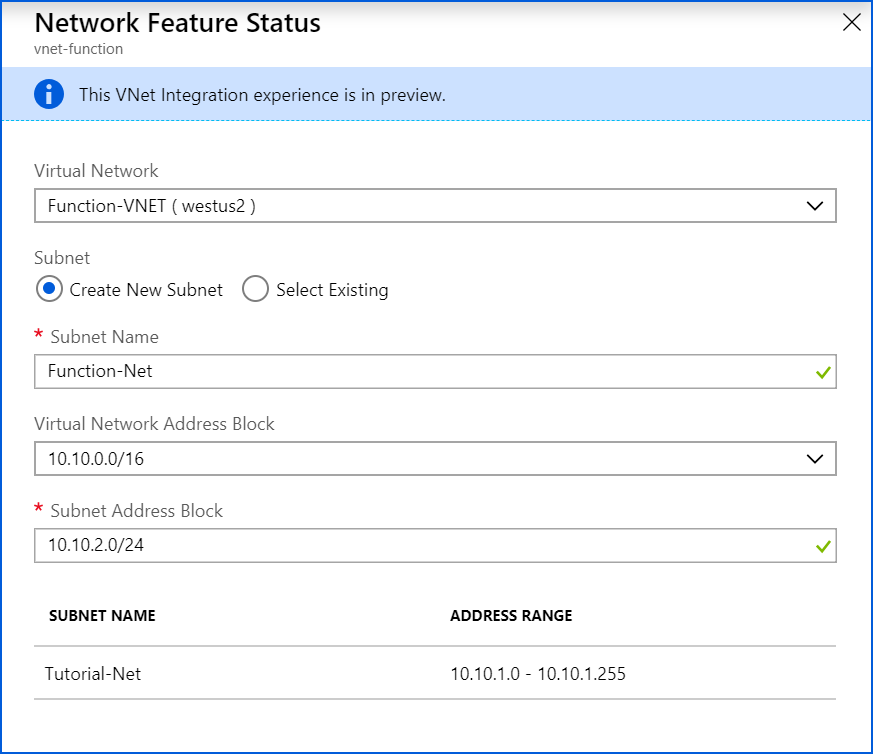 Network Feature Status
vnet-function
This VNet Integration experience is in preview.
Virtual Network
Function-VNET ( westus2 )
Subnet
Create New Subnet Select Existing
* Subnet Name
Function-Net
Virtual Network Address Block
10.10.0.0/16
* Subnet Address Block
10.10.2.0/24
SUBNET NAME ADDRESS RANGE
Tutorial-Net 10.10.1.0 - 10.10.1.255